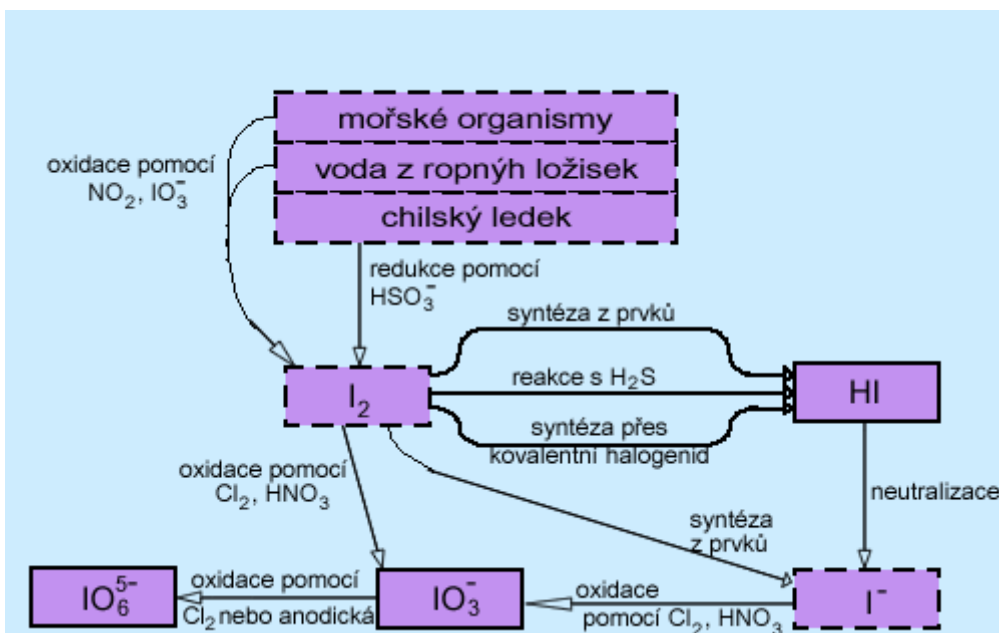 mořské organismy
oxidace pomocí
NO₂, IO₃⁻
voda z ropnýh ložisek
chilský ledek
redukce pomocí
HSO₃⁻
syntéza z prvků
reakce s H₂S
I₂
HI
syntéza přes
kovalentní halogenid
oxidace pomocí
Cl₂, HNO₃
neutralizace
syntéza
z prvků
oxidace pomocí
Cl₂ nebo anodická
IO₆⁵⁻
IO₃⁻
oxidace
pomocí Cl₂, HNO₃
I⁻